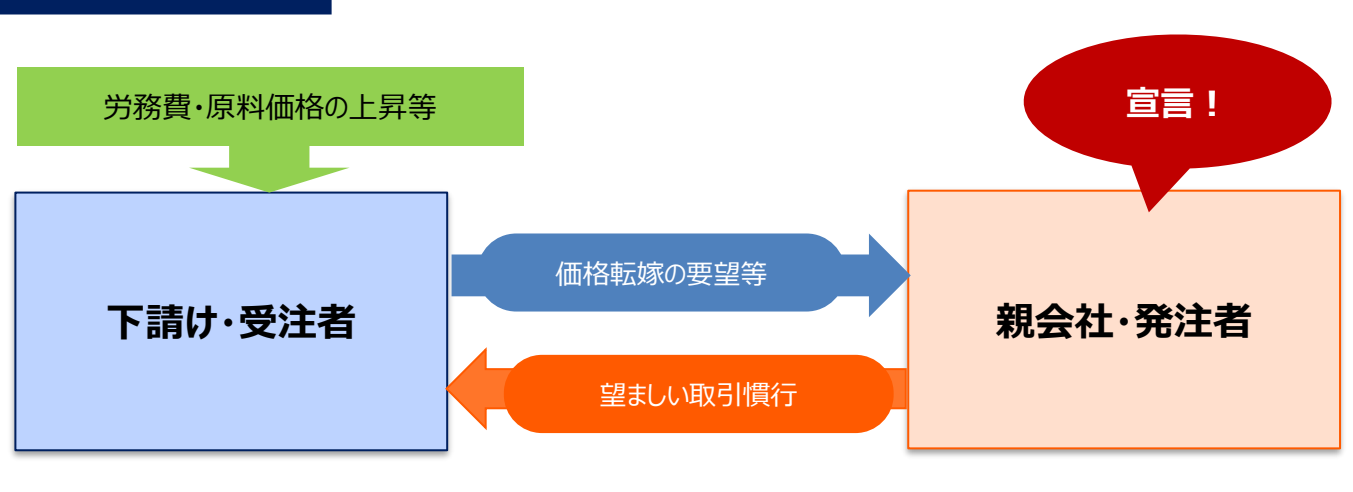 労務費・原料価格の上昇等
宣言！
価格転嫁の要望等
下請け・受注者
親会社・発注者
望ましい取引慣行